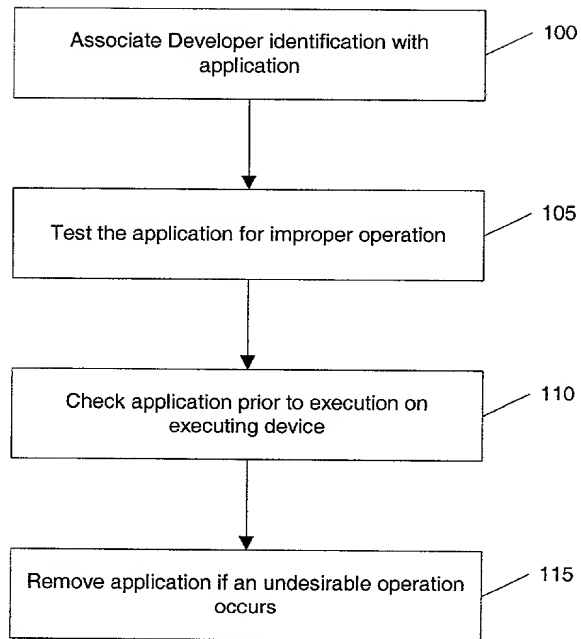 Associate Developer identification with
application
100
Test the application for improper operation
105
Check application prior to execution on
executing device
110
Remove application if an undesirable operation
occurs
115